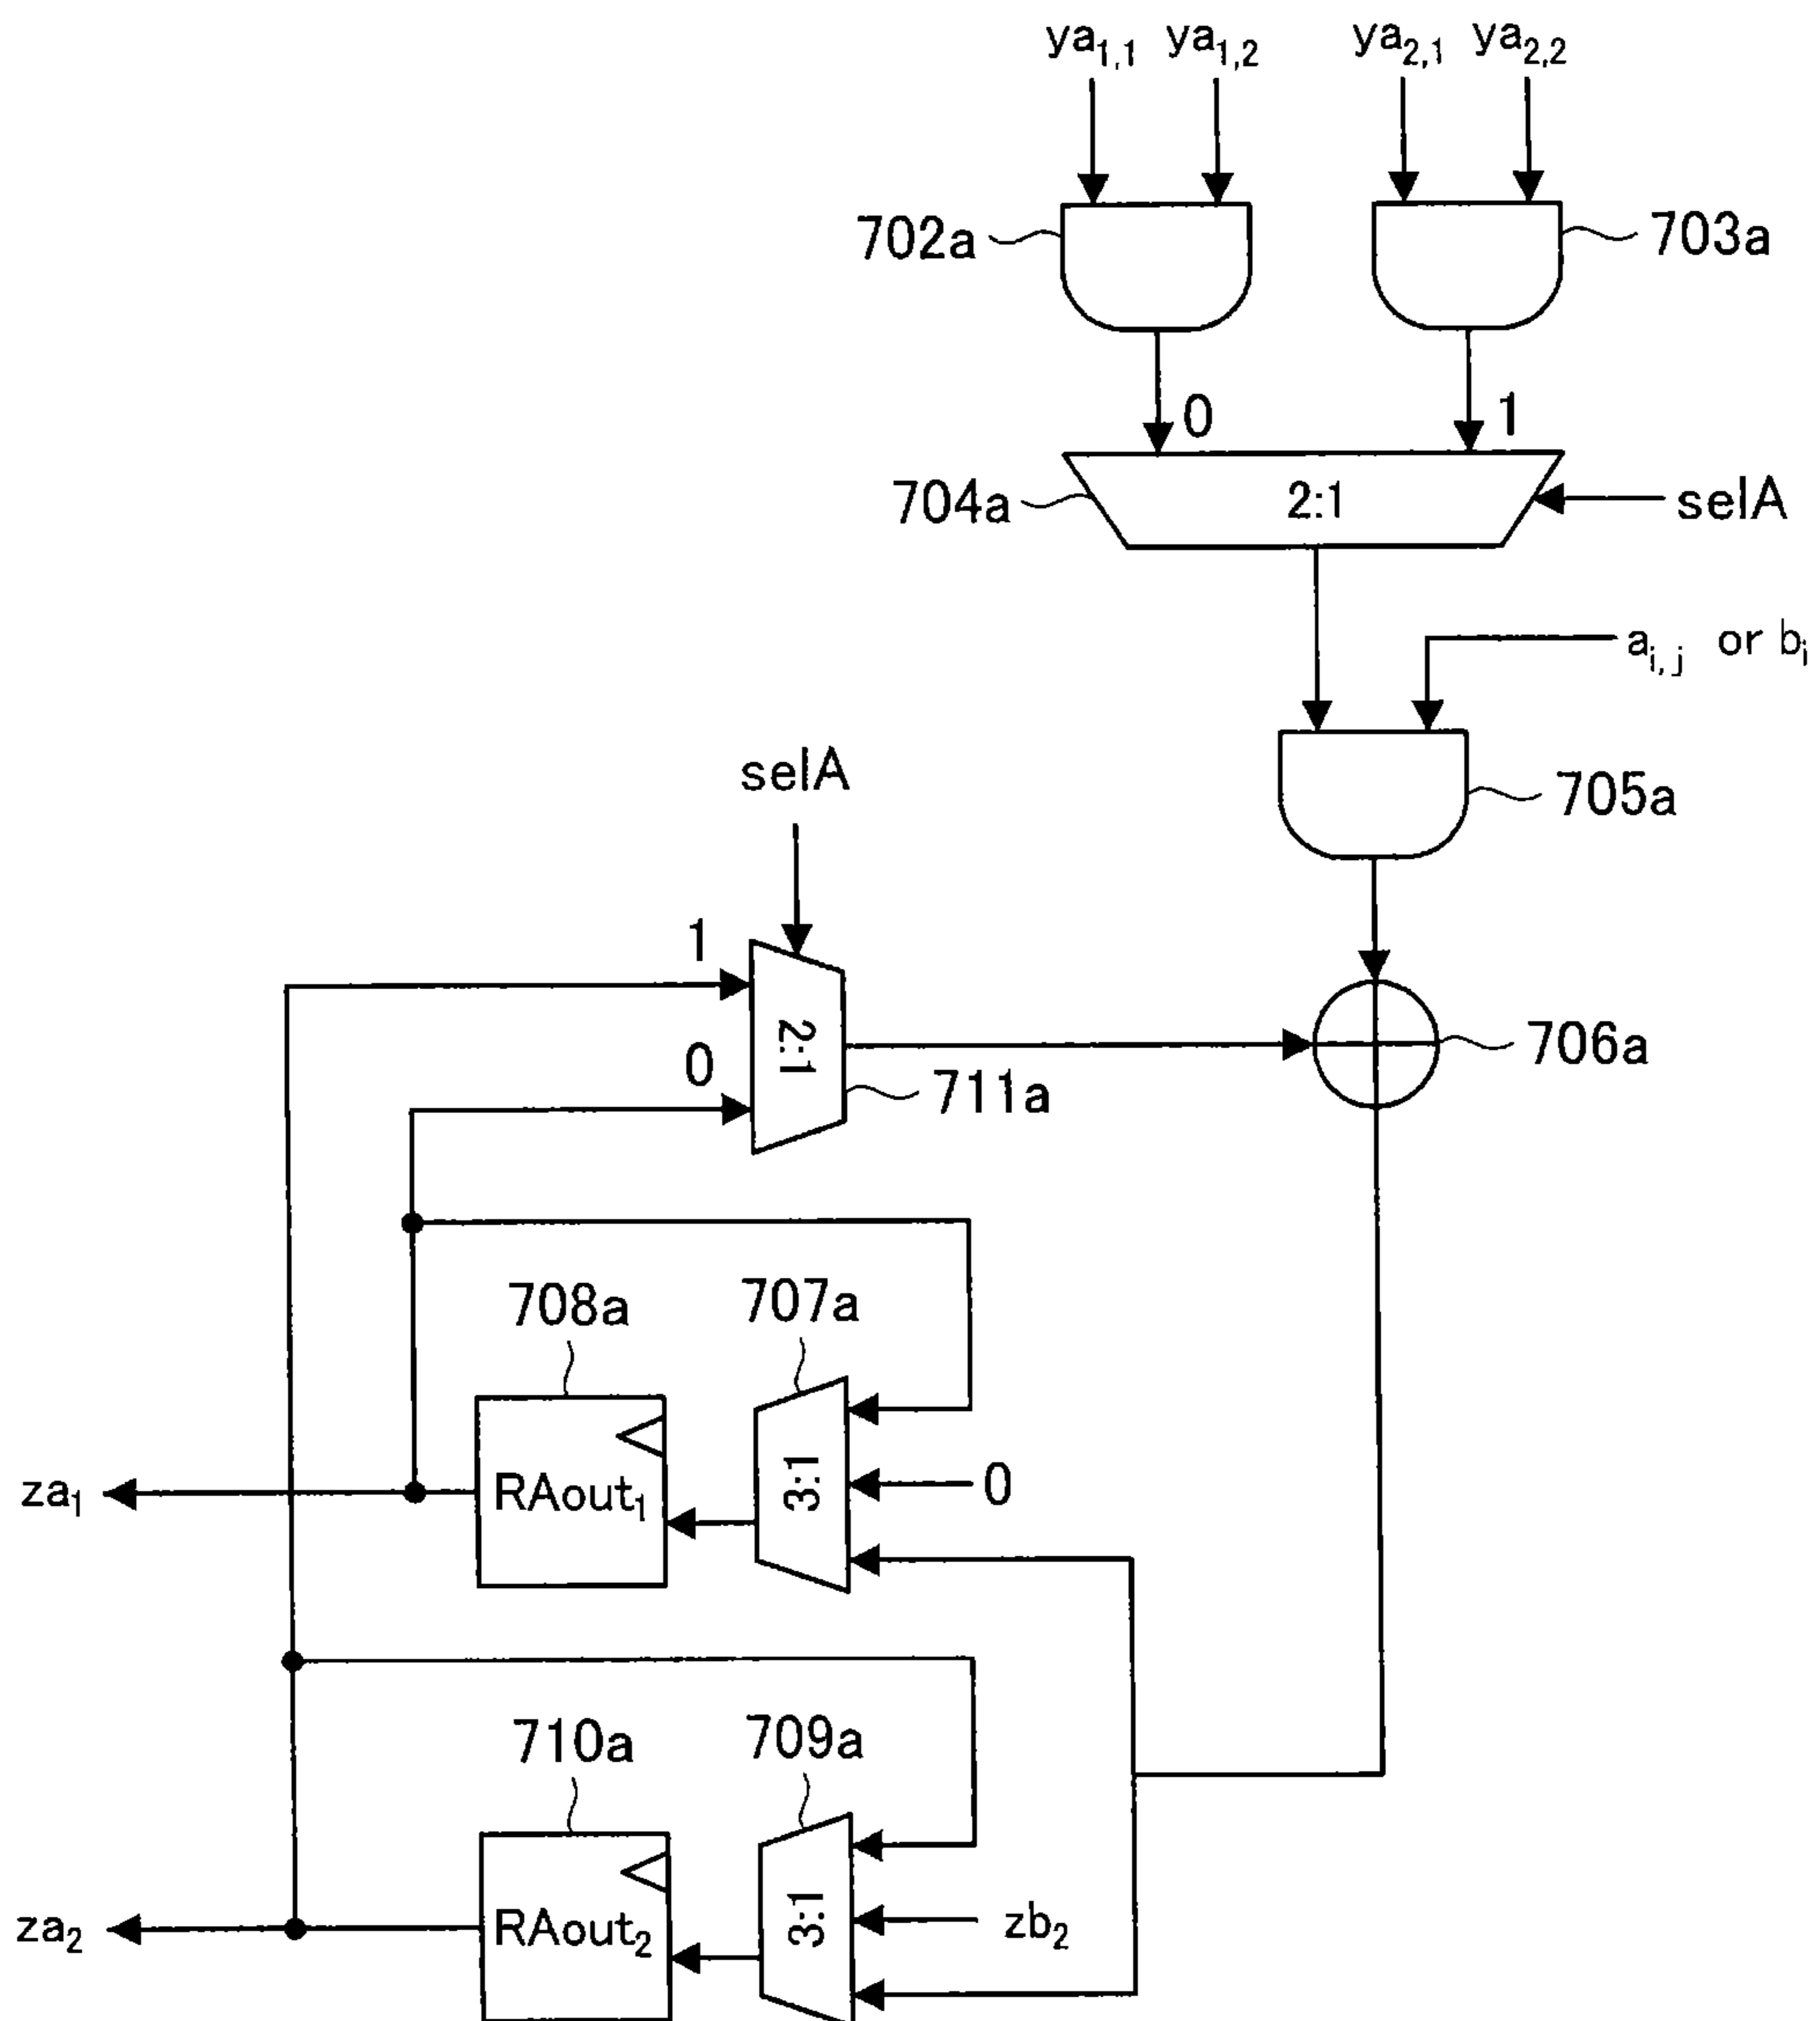 ya1,1 ya1,2 ya2,1 ya2,2
702a 703a
0 1
704a 2:1 selA
ai,j or bi
selA
705a
1
2:1
0
706a
711a
708a 707a
3:1
za1 RAout1 0
710a 709a
3:1
za2 RAout2 zb2